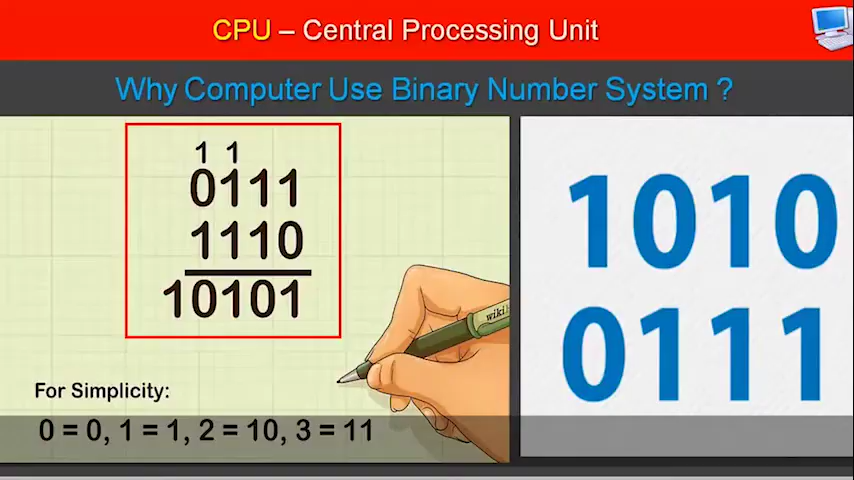 CPU – Central Processing Unit
Why Computer Use Binary Number System ?
1 1
0111
1110
10101
For Simplicity:
0 = 0, 1 = 1, 2 = 10, 3 = 11
wiki
1010
0111